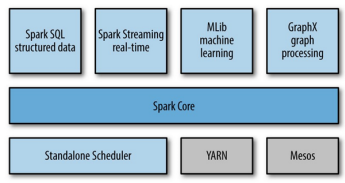 Spark SQL
structured data
Spark Streaming
real-time
MLib
machine
learning
GraphX
graph
processing
Spark Core
Standalone Scheduler
YARN
Mesos